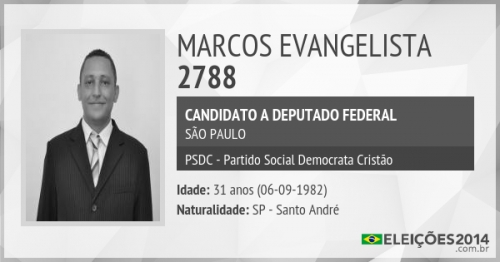 MARCOS EVANGELISTA
2788
CANDIDATO A DEPUTADO FEDERAL
SÃO PAULO
PSDC - Partido Social Democrata Cristão
Idade: 31 anos (06-09-1982)
Naturalidade: SP - Santo André
ELEIÇÕES2014
.com.br